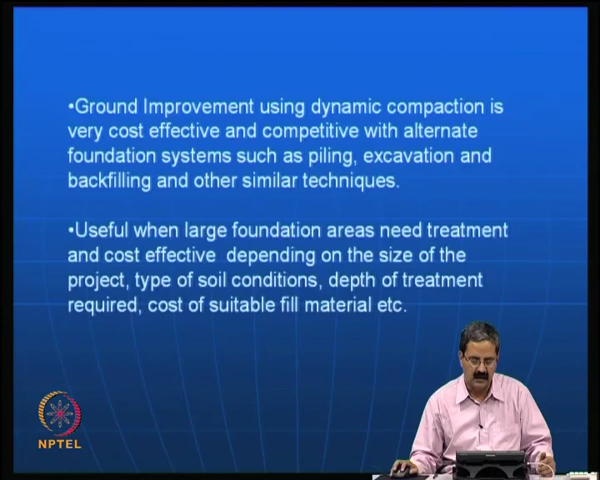 •Ground Improvement using dynamic compaction is
very cost effective and competitive with alternate
foundation systems such as piling, excavation and
backfilling and other similar techniques.
•Useful when large foundation areas need treatment
and cost effective depending on the size of the
project, type of soil conditions, depth of treatment
required, cost of suitable fill material etc.
NPTEL